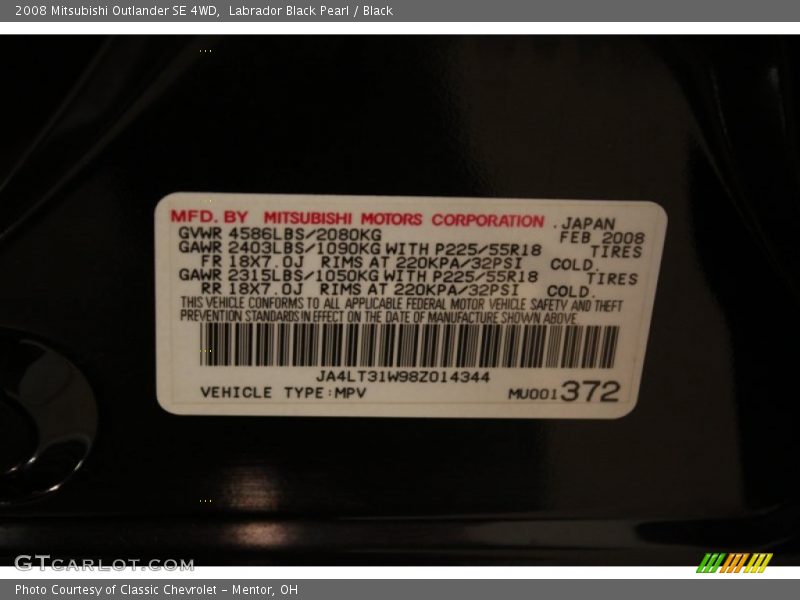 2008 Mitsubishi Outlander SE 4WD,  Labrador Black Pearl / Black
MFD. BY MITSUBISHI MOTORS CORPORATION . JAPAN
GVWR 4586LBS/2080KG FEB 2008
GAWR 2403LBS/1090KG WITH P225/55R18 TIRES
FR 18X7.0J RIMS AT 220KPA/32PSI COLD.
GAWR 2315LBS/1050KG WITH P225/55R18 TIRES
RR 18X7.0J RIMS AT 220KPA/32PSI COLD.
THIS VEHICLE CONFORMS TO ALL APPLICABLE FEDERAL MOTOR VEHICLE SAFETY AND THEFT
PREVENTION STANDARDS IN EFFECT ON THE DATE OF MANUFACTURE SHOWN ABOVE.
JA4LT31W98Z014344
VEHICLE TYPE:MPV MU001372
GTCARLOT.COM
Photo Courtesy of Classic Chevrolet - Mentor, OH